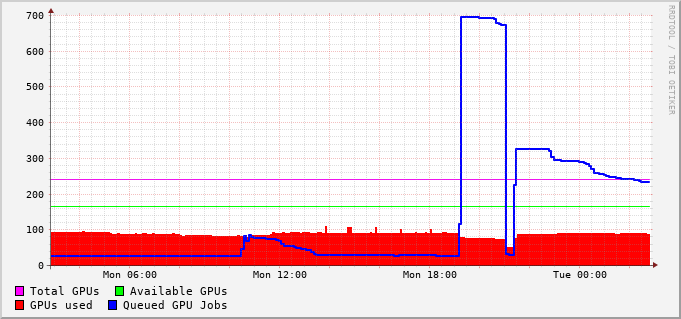 RRDTOOL / TOBI OETIKER
700
600
500
400
300
200
100
0
Mon 06:00 Mon 12:00 Mon 18:00 Tue 00:00
Total GPUs Available GPUs
GPUs used Queued GPU Jobs